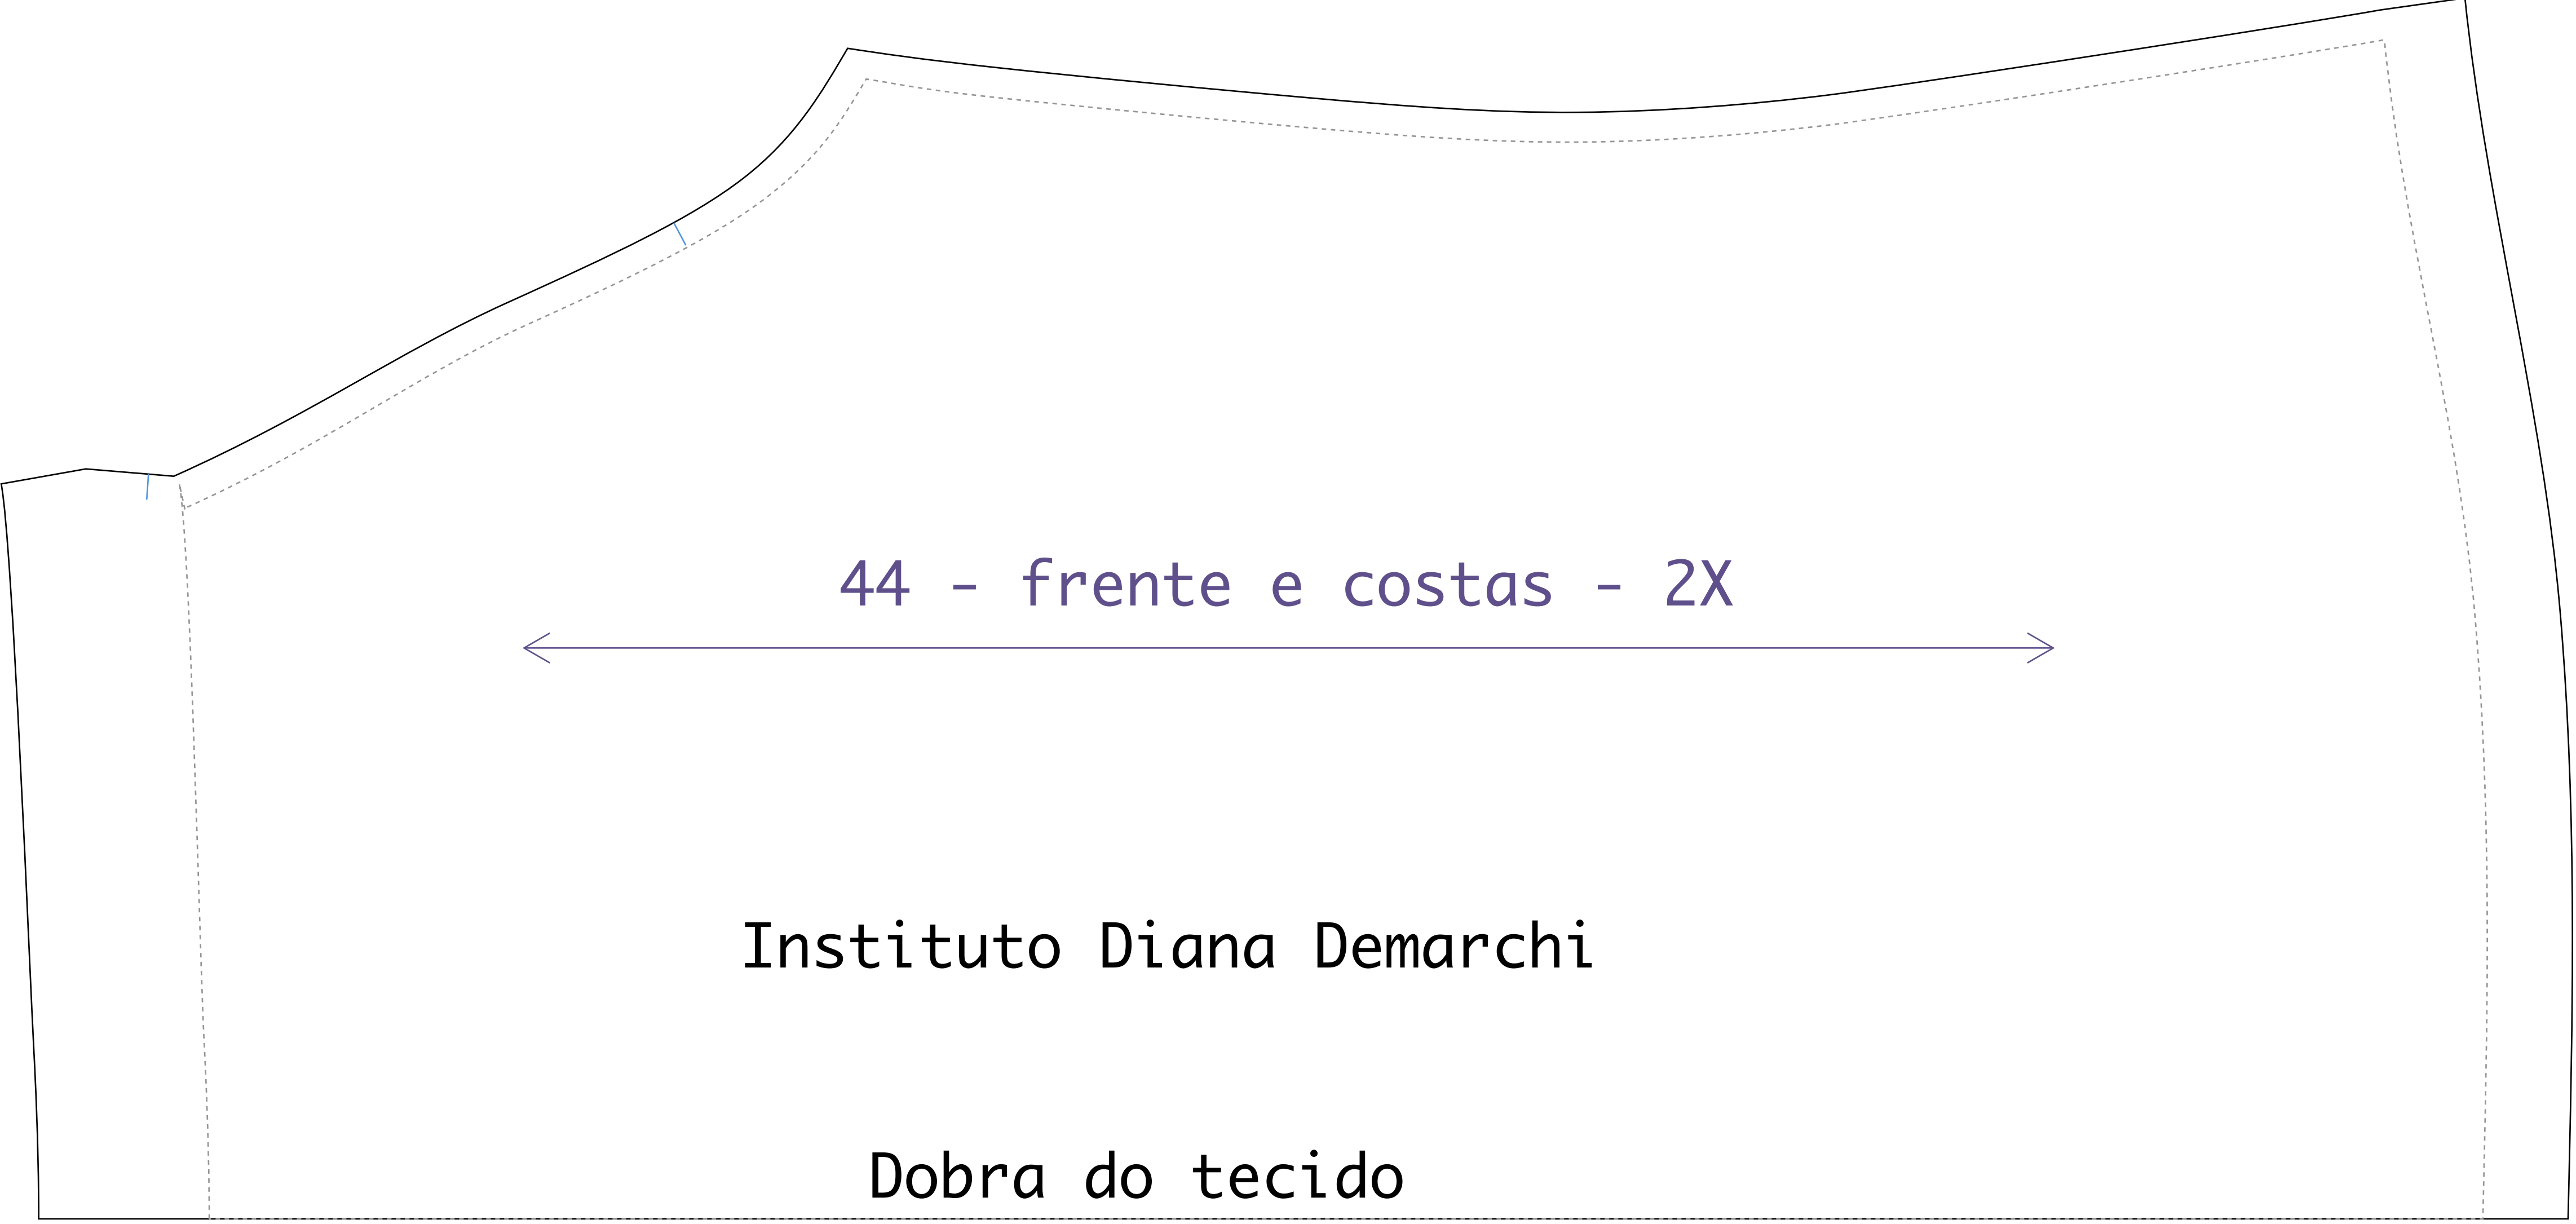 44 - frente e costas - 2X
Instituto Diana Demarchi
Dobra do tecido